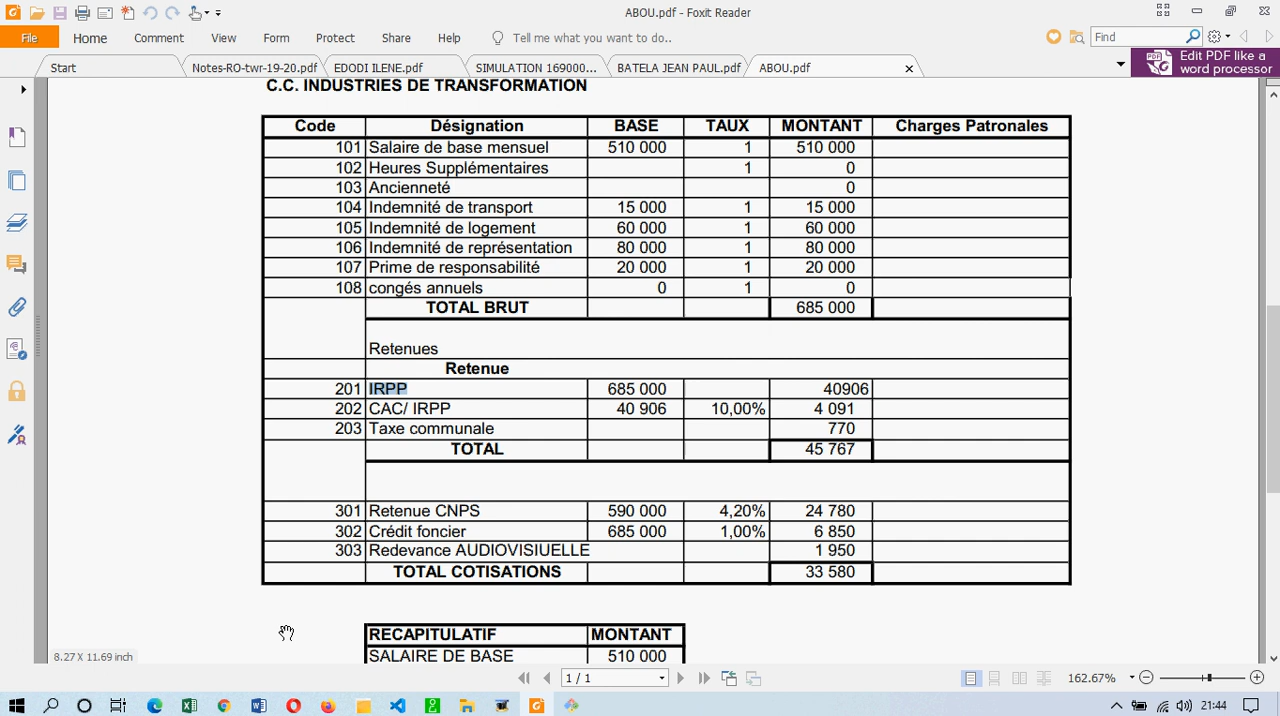 ABOU.pdf - Foxit Reader
File Home Comment View Form Protect Share Help Tell me what you want to do.. Find
Start Notes-RO-twr-19-20.pdf EDODI ILENE.pdf IMULATION 169000... BATELA JEAN PAUL.pdf ABOU.pdf
Edit PDF like a
word processor
C.C. INDUSTRIES DE TRANSFORMATION
Code Désignation BASE TAUX MONTANT Charges Patronales
101 Salaire de base mensuel 510 000 1 510 000
102 Heures Supplémentaires 1 0
103 Ancienneté 0
104 Indemnité de transport 15 000 1 15 000
105 Indemnité de logement 60 000 1 60 000
106 Indemnité de représentation 80 000 1 80 000
107 Prime de responsabilité 20 000 1 20 000
108 congés annuels 0 1 0
TOTAL BRUT 685 000
Retenues
Retenue
201 IRPP 685 000 40906
202 CAC/ IRPP 40 906 10,00% 4 091
203 Taxe communale 770
TOTAL 45 767
301 Retenue CNPS 590 000 4,20% 24 780
302 Crédit foncier 685 000 1,00% 6 850
303 Redevance AUDIOVISIUELLE 1 950
TOTAL COTISATIONS 33 580
RECAPITULATIF MONTANT
SALAIRE DE BASE 510 000
8.27 X 11.69 inch
1 / 1
162.67%
21:44